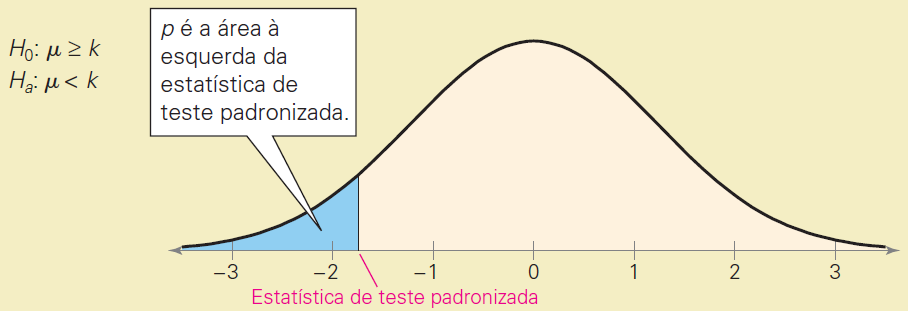 H₀: μ ≥ k
Hₐ: μ < k
p é a área à
esquerda da
estatística de
teste padronizada.
−3 −2 −1 0 1 2 3
Estatística de teste padronizada